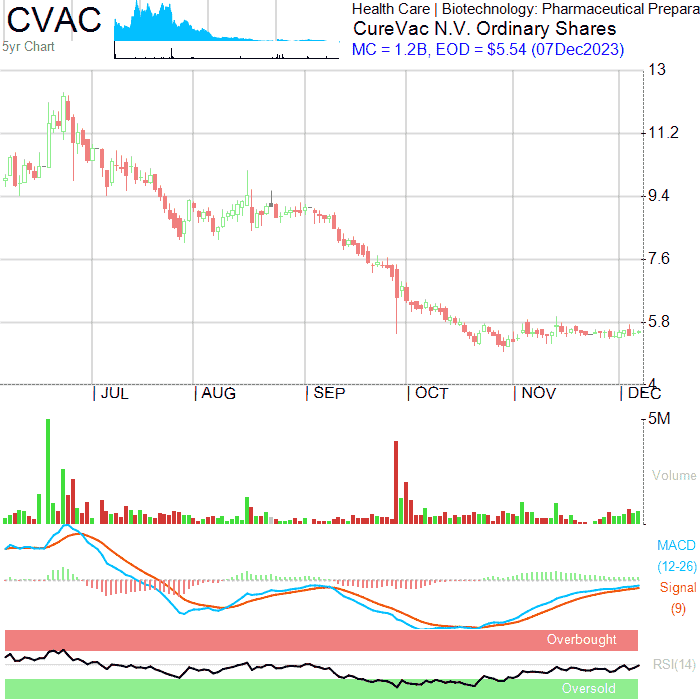 CVAC
5yr Chart
Health Care | Biotechnology: Pharmaceutical Prepara
CureVac N.V. Ordinary Shares
MC = 1.2B, EOD = $5.54 (07Dec2023)
13
11.2
9.4
7.6
5.8
4
JUL
AUG
SEP
OCT
NOV
DEC
5M
Volume
MACD
(12-26)
Signal
(9)
Overbought
RSI(14)
Oversold